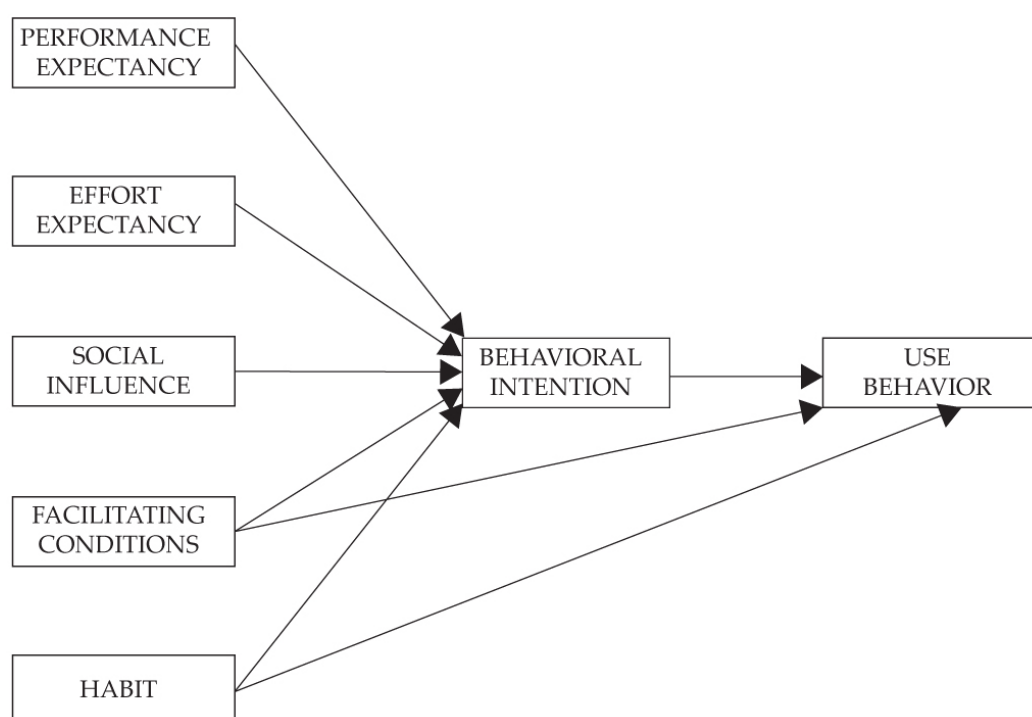 PERFORMANCE
EXPECTANCY
EFFORT
EXPECTANCY
SOCIAL
INFLUENCE
BEHAVIORAL
INTENTION
USE
BEHAVIOR
FACILITATING
CONDITIONS
HABIT